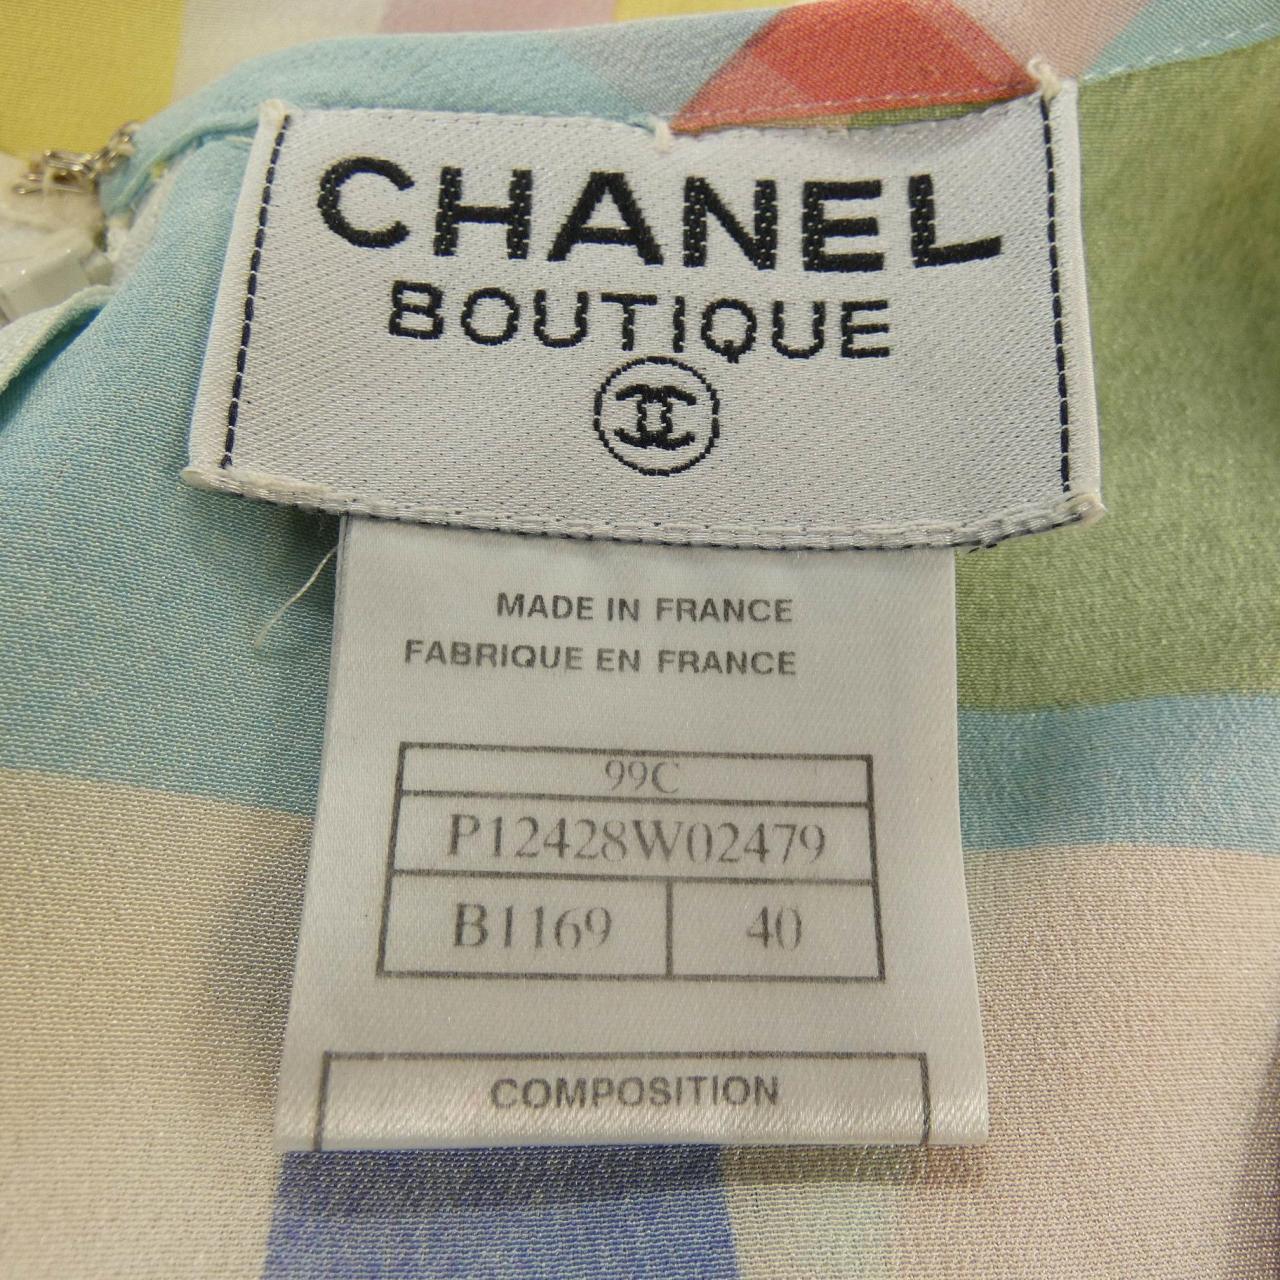 CHANEL
BOUTIQUE
MADE IN FRANCE
FABRIQUE EN FRANCE
99C
P12428W02479
B1169 40
COMPOSITION